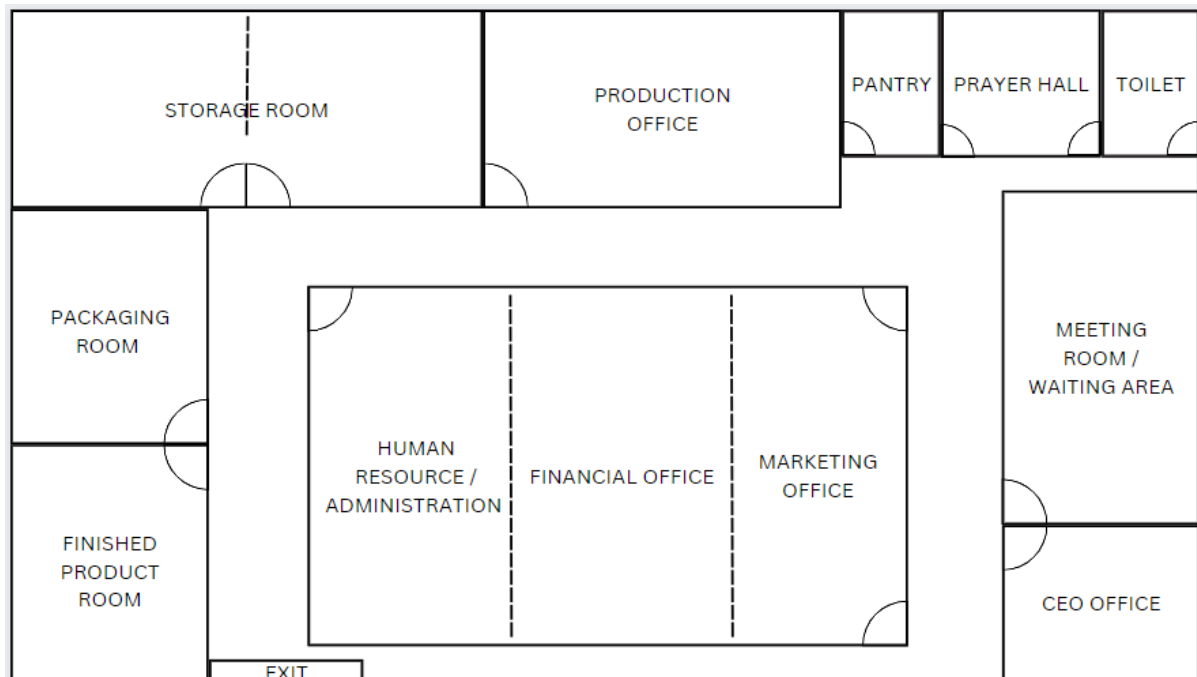 STORAGE ROOM
PRODUCTION
OFFICE
PANTRY
PRAYER HALL
TOILET
PACKAGING
ROOM
MEETING
ROOM /
WAITING AREA
HUMAN
RESOURCE /
ADMINISTRATION
FINANCIAL OFFICE
MARKETING
OFFICE
FINISHED
PRODUCT
ROOM
CEO OFFICE
EXIT